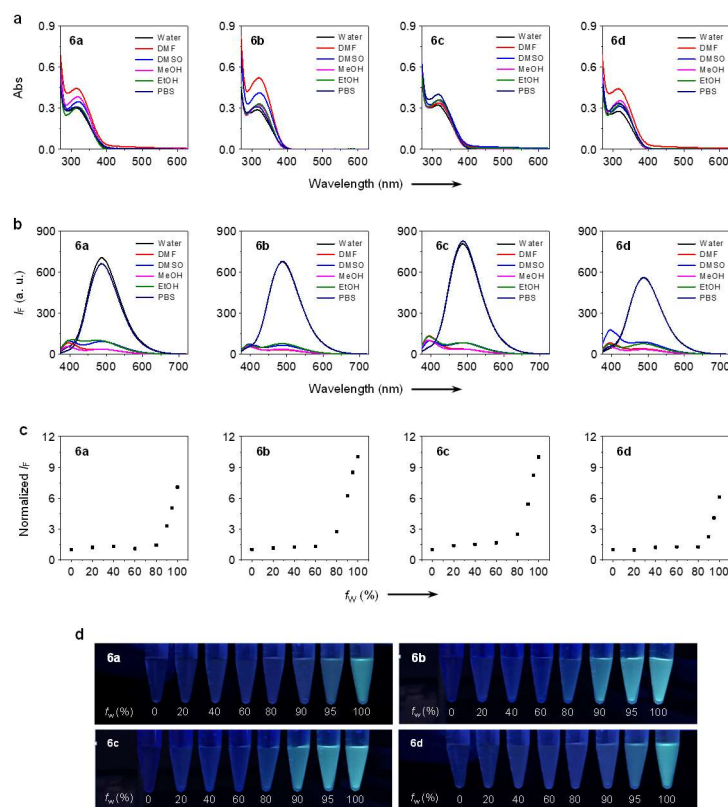 a
0.9 0.9 0.9 0.9
6a 6b 6c 6d
Water Water Water Water
DMF DMF DMF DMF
DMSO DMSO DMSO DMSO
MeOH MeOH MeOH MeOH
EtOH EtOH EtOH EtOH
PBS PBS PBS PBS
Abs
0.6 0.6 0.6 0.6
0.3 0.3 0.3 0.3
0.0 0.0 0.0 0.0
300 400 500 600 300 400 500 600 300 400 500 600 300 400 500 600
Wavelength (nm)
b
900 900 900 900
6a 6b 6c 6d
Water Water Water Water
DMF DMF DMF DMF
DMSO DMSO DMSO DMSO
MeOH MeOH MeOH MeOH
EtOH EtOH EtOH EtOH
PBS PBS PBS PBS
IF (a. u.)
600 600 600 600
300 300 300 300
0 0 0 0
400 500 600 700 400 500 600 700 400 500 600 700 400 500 600 700
Wavelength (nm)
c
12 12 12 12
6a 6b 6c 6d
Normalized IF
9 9 9 9
6 6 6 6
3 3 3 3
0 0 0 0
0 20 40 60 80 100 0 20 40 60 80 100 0 20 40 60 80 100 0 20 40 60 80 100
fW (%)
d
6a 6b
fw (%) 0 20 40 60 80 90 95 100 fw (%) 0 20 40 60 80 90 95 100
6c 6d
fw (%) 0 20 40 60 80 90 95 100 fw (%) 0 20 40 60 80 90 95 100